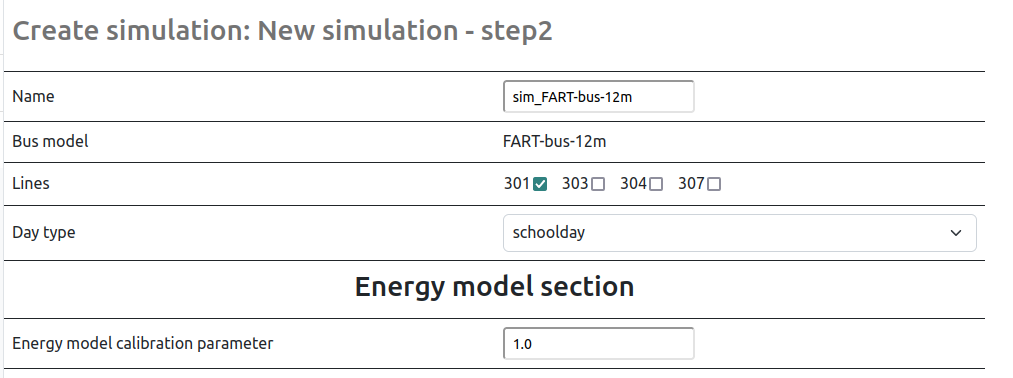 Create simulation: New simulation - step2
Name sim_FART-bus-12m
Bus model FART-bus-12m
Lines 301 303 304 307
Day type schoolday
Energy model section
Energy model calibration parameter 1.0